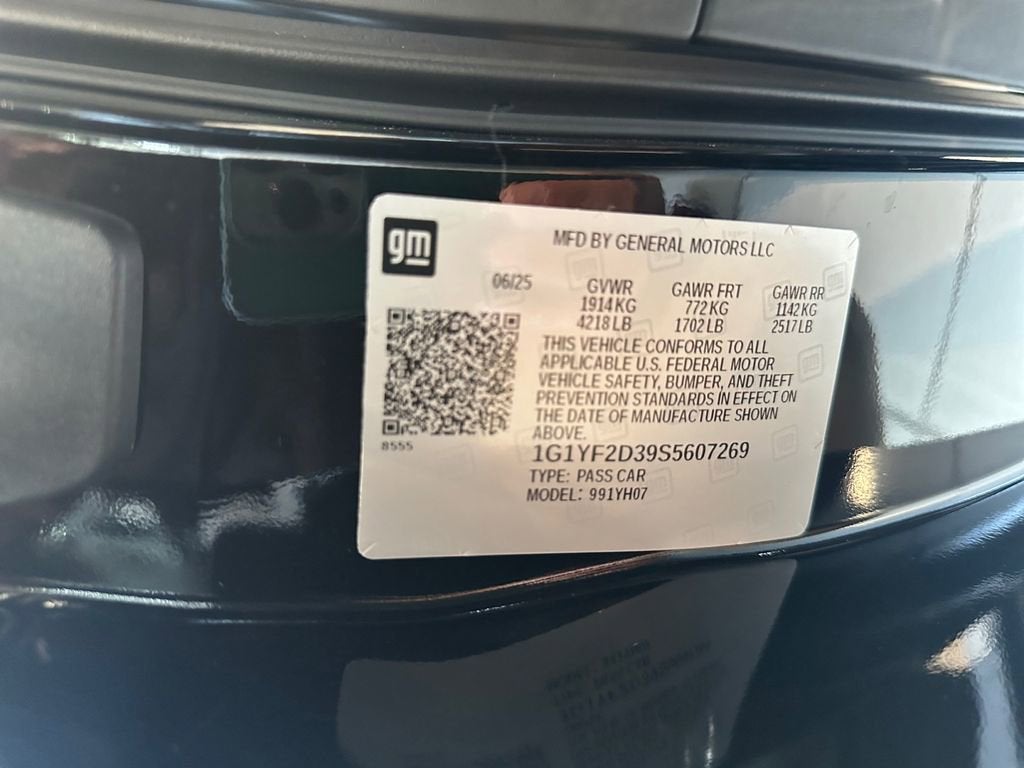 gm
MFD BY GENERAL MOTORS LLC
06/25 GVWR GAWR FRT GAWR RR
1914 KG 772 KG 1142 KG
4218 LB 1702 LB 2517 LB
THIS VEHICLE CONFORMS TO ALL
APPLICABLE U.S. FEDERAL MOTOR
VEHICLE SAFETY, BUMPER, AND THEFT
PREVENTION STANDARDS IN EFFECT ON
THE DATE OF MANUFACTURE SHOWN
ABOVE.
8555
1G1YF2D39S5607269
TYPE: PASS CAR
MODEL: 991YH07